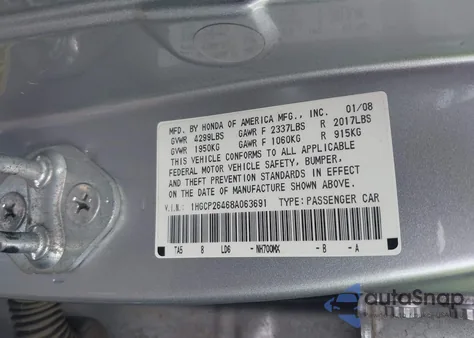 MFD. BY HONDA OF AMERICA MFG., INC. 01/08
GVWR 4299LBS GAWR F 2337LBS R 2017LBS
GVWR 1950KG GAWR F 1060KG R 915KG
THIS VEHICLE CONFORMS TO ALL APPLICABLE
FEDERAL MOTOR VEHICLE SAFETY, BUMPER,
AND THEFT PREVENTION STANDARDS IN EFFECT
ON THE DATE OF MANUFACTURE SHOWN ABOVE.
V.I.N.: 1HGCP26468A063691 TYPE: PASSENGER CAR
TA5 8 LD6 -NH700MX -B -A
autoSnap